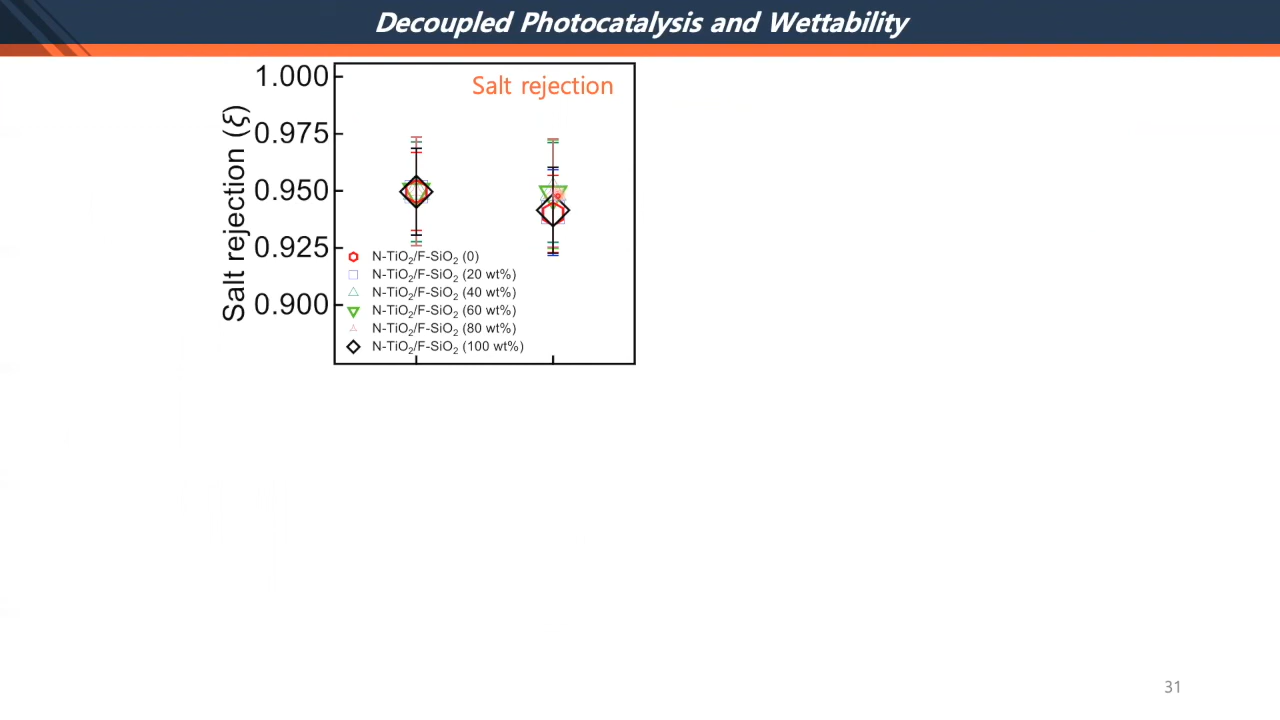 Decoupled Photocatalysis and Wettability
Salt rejection
Salt rejection (ξ)
1.000
0.975
0.950
0.925
0.900
N-TiO₂/F-SiO₂ (0)
N-TiO₂/F-SiO₂ (20 wt%)
N-TiO₂/F-SiO₂ (40 wt%)
N-TiO₂/F-SiO₂ (60 wt%)
N-TiO₂/F-SiO₂ (80 wt%)
N-TiO₂/F-SiO₂ (100 wt%)
31